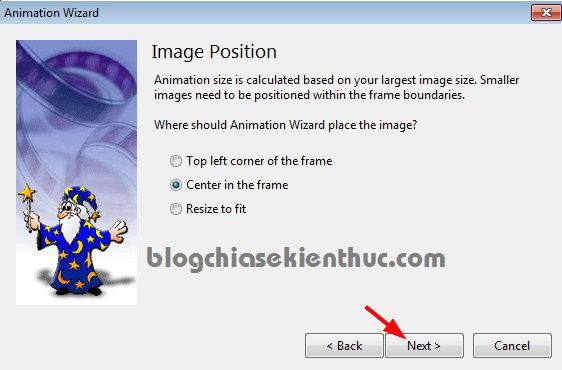 Animation Wizard
Image Position
Animation size is calculated based on your largest image size. Smaller
images need to be positioned within the frame boundaries.
Where should Animation Wizard place the image?
Top left corner of the frame
Center in the frame
Resize to fit
blogchiasekienthuc.com
< Back
Next >
Cancel